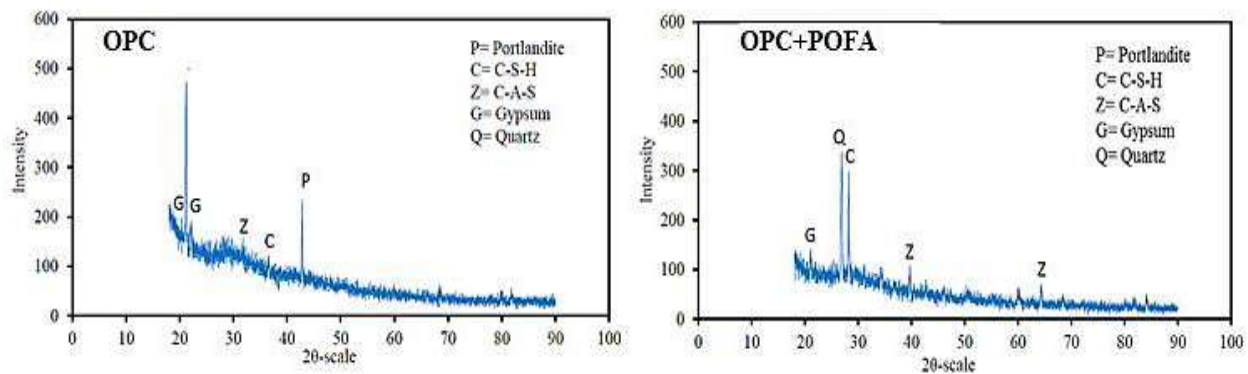 OPC
P= Portlandite
C= C-S-H
Z= C-A-S
G= Gypsum
Q= Quartz
Intensity
600
500
400
300
200
100
0
G
G
Z
C
P
0 10 20 30 40 50 60 70 80 90 100
2θ-scale
OPC+POFA
P= Portlandite
C= C-S-H
Z= C-A-S
G= Gypsum
Q= Quartz
Intensity
600
500
400
300
200
100
0
G
Q
C
Z
Z
0 10 20 30 40 50 60 70 80 90 100
2θ-scale